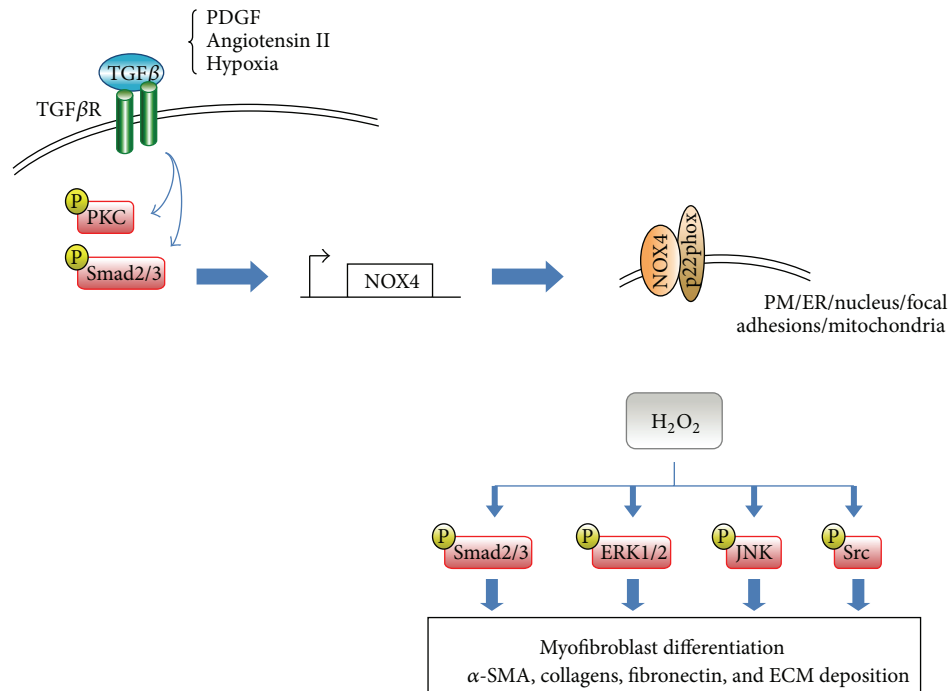 PDGF
Angiotensin II
Hypoxia
TGFβ
TGFβR
P
PKC
P
Smad2/3
NOX4
NOX4
p22phox
PM/ER/nucleus/focal
adhesions/mitochondria
H₂O₂
P
Smad2/3
P
ERK1/2
P
JNK
P
Src
Myofibroblast differentiation
α-SMA, collagens, fibronectin, and ECM deposition